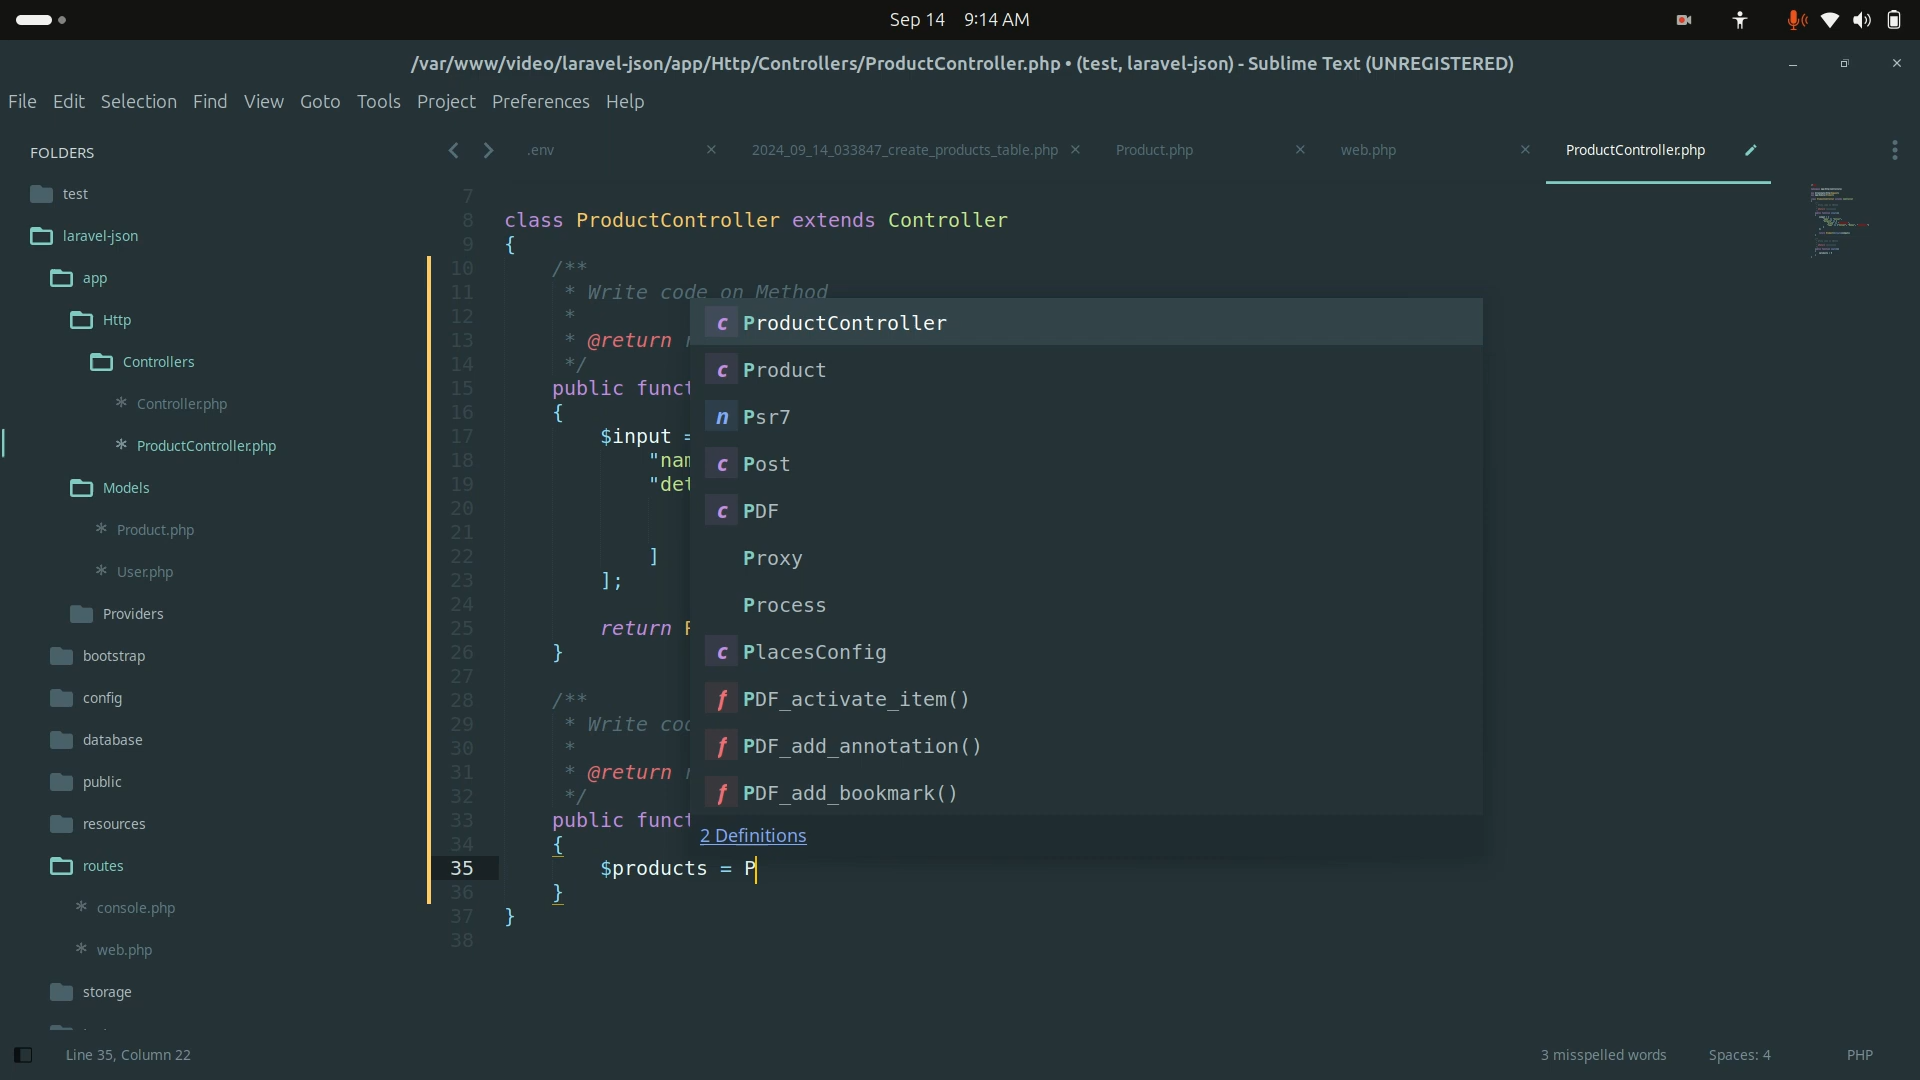 Sep 14 9:14 AM
/var/www/video/laravel-json/app/Http/Controllers/ProductController.php • (test, laravel-json) - Sublime Text (UNREGISTERED)
File Edit Selection Find View Goto Tools Project Preferences Help
FOLDERS
test
laravel-json
app
Http
Controllers
Controller.php
ProductController.php
Models
Product.php
User.php
Providers
bootstrap
config
database
public
resources
routes
console.php
web.php
storage
.env 2024_09_14_033847_create_products_table.php Product.php web.php ProductController.php
7
8 class ProductController extends Controller
9 {
10 /**
11 * Write code on Method
12 *
13 * @return
14 */
15 public funct
16 {
17 $input =
18 "nam
19 "det
20
21
22 ]
23 ];
24
25 return
26 }
27
28 /**
29 * Write cod
30 *
31 * @return
32 */
33 public funct
34 {
35 $products = P
36 }
37 }
38
c ProductController
c Product
n Psr7
c Post
c PDF
Proxy
Process
c PlacesConfig
f PDF_activate_item()
f PDF_add_annotation()
f PDF_add_bookmark()
2 Definitions
Line 35, Column 22
3 misspelled words Spaces: 4 PHP